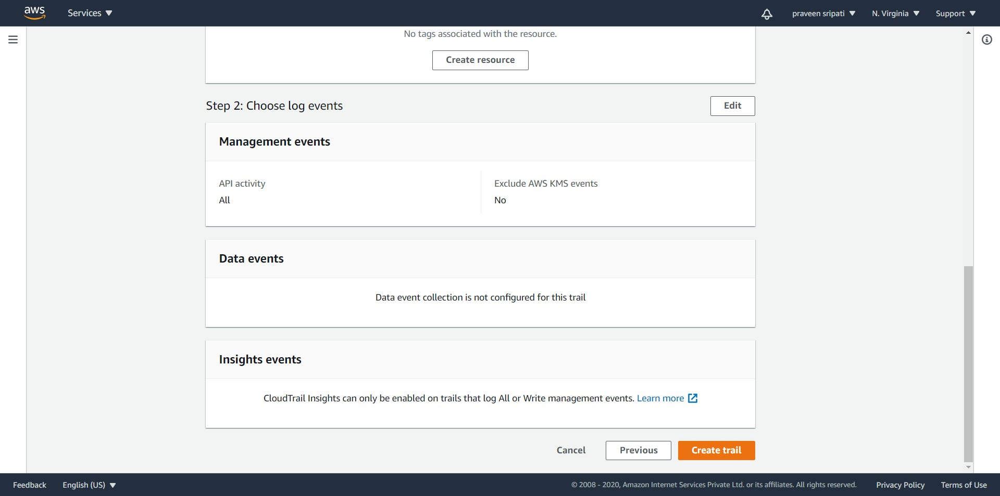 aws Services praveen sripati N. Virginia Support
No tags associated with the resource.
Create resource
Step 2: Choose log events Edit
Management events
API activity
All
Exclude AWS KMS events
No
Data events
Data event collection is not configured for this trail
Insights events
CloudTrail Insights can only be enabled on trails that log All or Write management events. Learn more
Cancel Previous Create trail
Feedback English (US) © 2008 - 2020, Amazon Internet Services Private Ltd. or its affiliates. All rights reserved. Privacy Policy Terms of Use